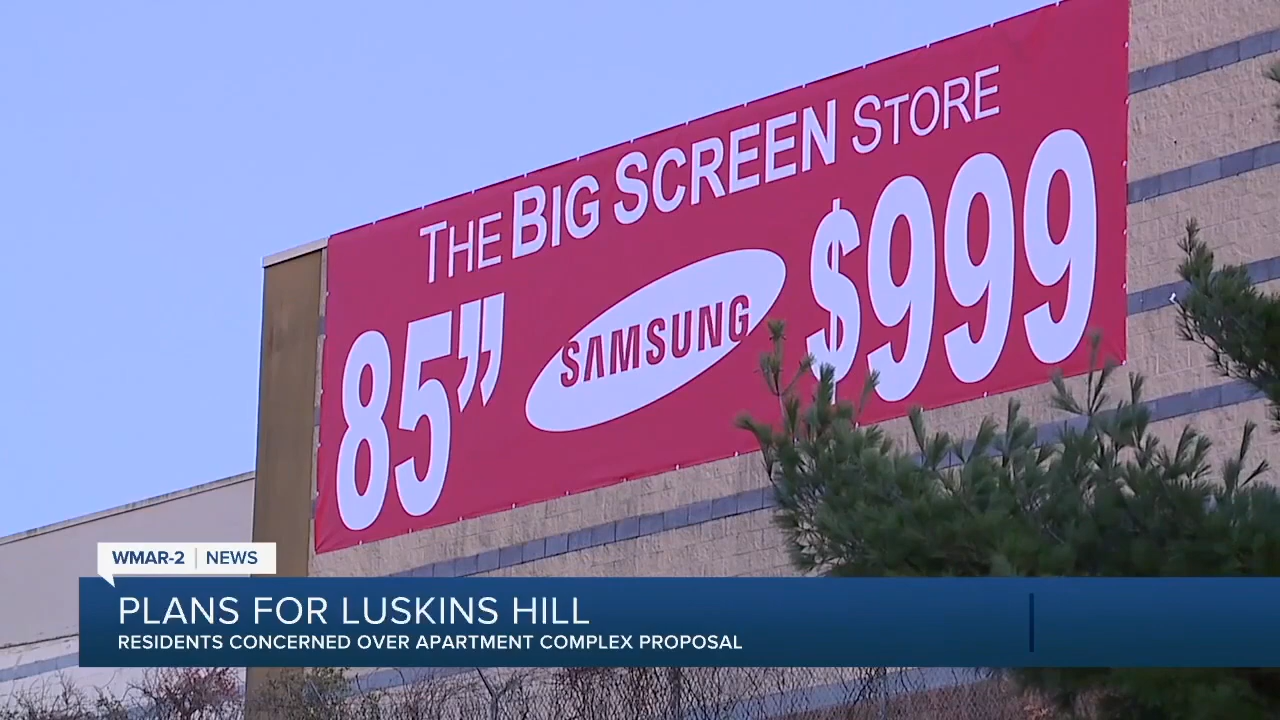 THE BIG SCREEN STORE
85” SAMSUNG $999
WMAR-2 | NEWS
PLANS FOR LUSKINS HILL
RESIDENTS CONCERNED OVER APARTMENT COMPLEX PROPOSAL